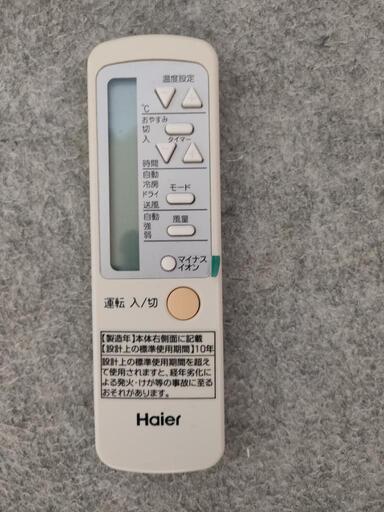 温度設定
℃
おやすみ
切
入
タイマー
時間
自動
冷房
ドライ
送風
モード
自動
強
弱
風量
マイナス
イオン
運転 入/切
【製造年】本体右側面に記載
【設計上の標準使用期間】10年
設計上の標準使用期間を超え
て使用されますと、経年劣化に
よる発火・けが等の事故に至る
おそれがあります。
Haier